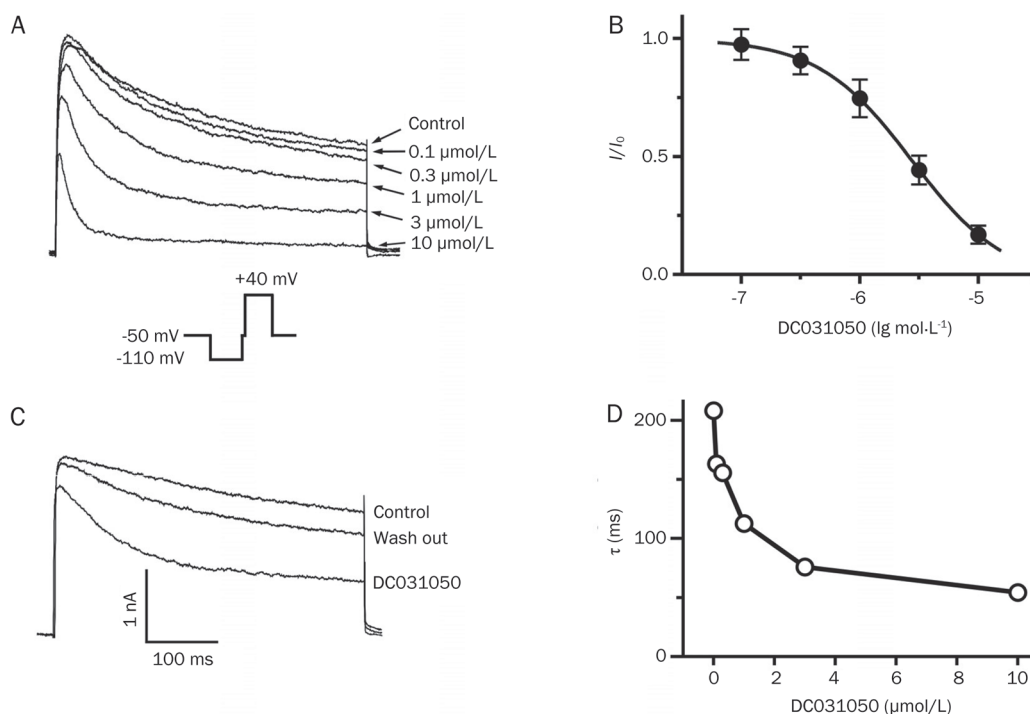 A
Control
0.1 µmol/L
0.3 µmol/L
1 µmol/L
3 µmol/L
10 µmol/L
+40 mV
-50 mV
-110 mV
B
1.0
0.5
0.0
I/I₀
-7 -6 -5
DC031050 (lg mol·L⁻¹)
C
Control
Wash out
DC031050
1 nA
100 ms
D
200
100
0
τ (ms)
0 2 4 6 8 10
DC031050 (µmol/L)